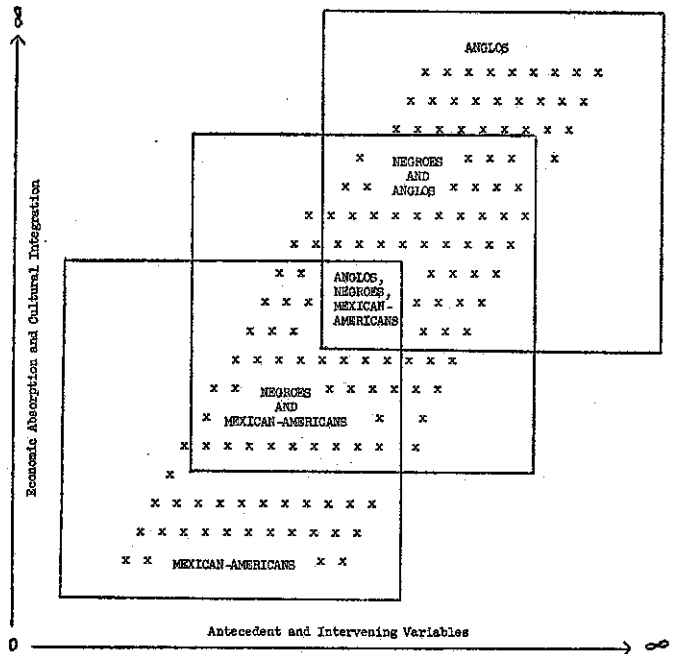 ∞
ANGLOS
NEGROES
AND
ANGLOS
ANGLOS,
NEGROES,
MEXICAN-
AMERICANS
NEGROES
AND
MEXICAN-AMERICANS
MEXICAN-AMERICANS
Economic Absorption and Cultural Integration
Antecedent and Intervening Variables
0
∞